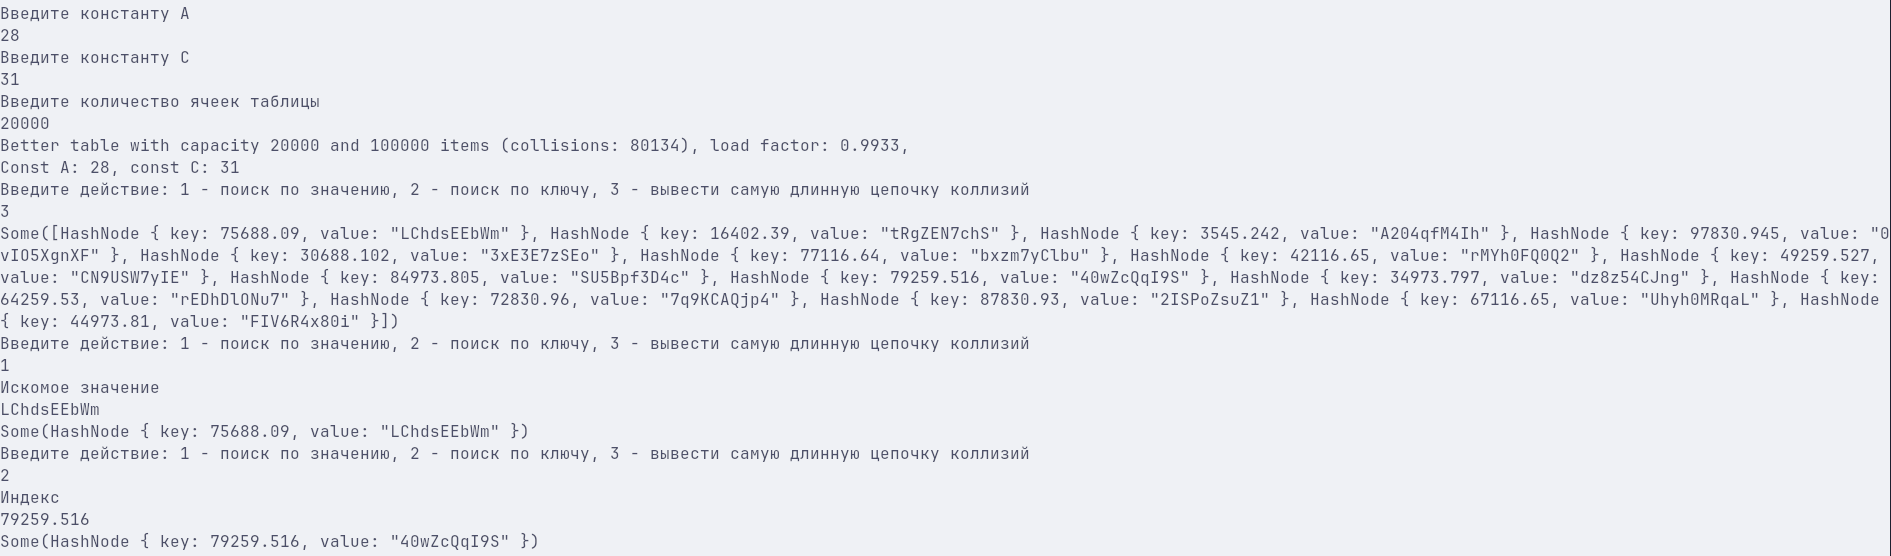 Введите константу A
28
Введите константу C
31
Введите количество ячеек таблицы
20000
Better table with capacity 20000 and 100000 items (collisions: 80134), load factor: 0.9933,
Const A: 28, const C: 31
Введите действие: 1 - поиск по значению, 2 - поиск по ключу, 3 - вывести самую длинную цепочку коллизий
3
Some([HashNode { key: 75688.09, value: "LChdsEEbWm" }, HashNode { key: 16402.39, value: "tRgZEN7chS" }, HashNode { key: 3545.242, value: "A204qfM4Ih" }, HashNode { key: 97830.945, value: "0
vIO5XgnXF" }, HashNode { key: 30688.102, value: "3xE3E7zSEo" }, HashNode { key: 77116.64, value: "bxzm7yClbu" }, HashNode { key: 42116.65, value: "rMYh0FQ0Q2" }, HashNode { key: 49259.527,
value: "CN9USW7yIE" }, HashNode { key: 84973.805, value: "SU5Bpf3D4c" }, HashNode { key: 79259.516, value: "40wZcQqI9S" }, HashNode { key: 34973.797, value: "dz8z54CJng" }, HashNode { key:
64259.53, value: "rEDhDlONu7" }, HashNode { key: 72830.96, value: "7q9KCAQjp4" }, HashNode { key: 87830.93, value: "2ISPoZsuZ1" }, HashNode { key: 67116.65, value: "Uhyh0MRqaL" }, HashNode
{ key: 44973.81, value: "FIV6R4x80i" }])
Введите действие: 1 - поиск по значению, 2 - поиск по ключу, 3 - вывести самую длинную цепочку коллизий
1
Искомое значение
LChdsEEbWm
Some(HashNode { key: 75688.09, value: "LChdsEEbWm" })
Введите действие: 1 - поиск по значению, 2 - поиск по ключу, 3 - вывести самую длинную цепочку коллизий
2
Индекс
79259.516
Some(HashNode { key: 79259.516, value: "40wZcQqI9S" })